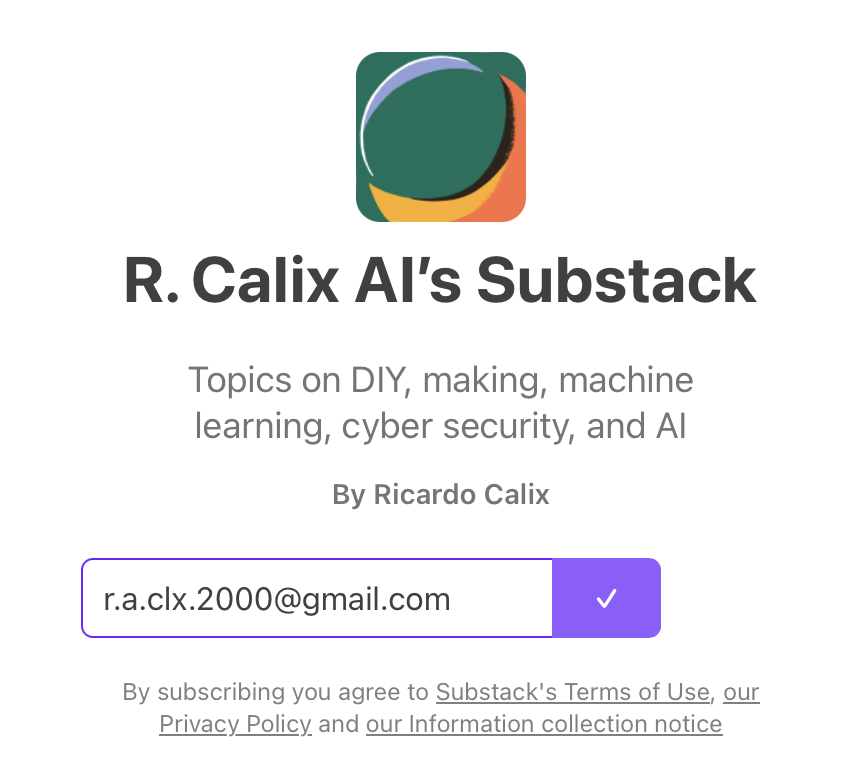 R. Calix AI’s Substack
Topics on DIY, making, machine
learning, cyber security, and AI
By Ricardo Calix
r.a.clx.2000@gmail.com
By subscribing you agree to Substack's Terms of Use, our
Privacy Policy and our Information collection notice